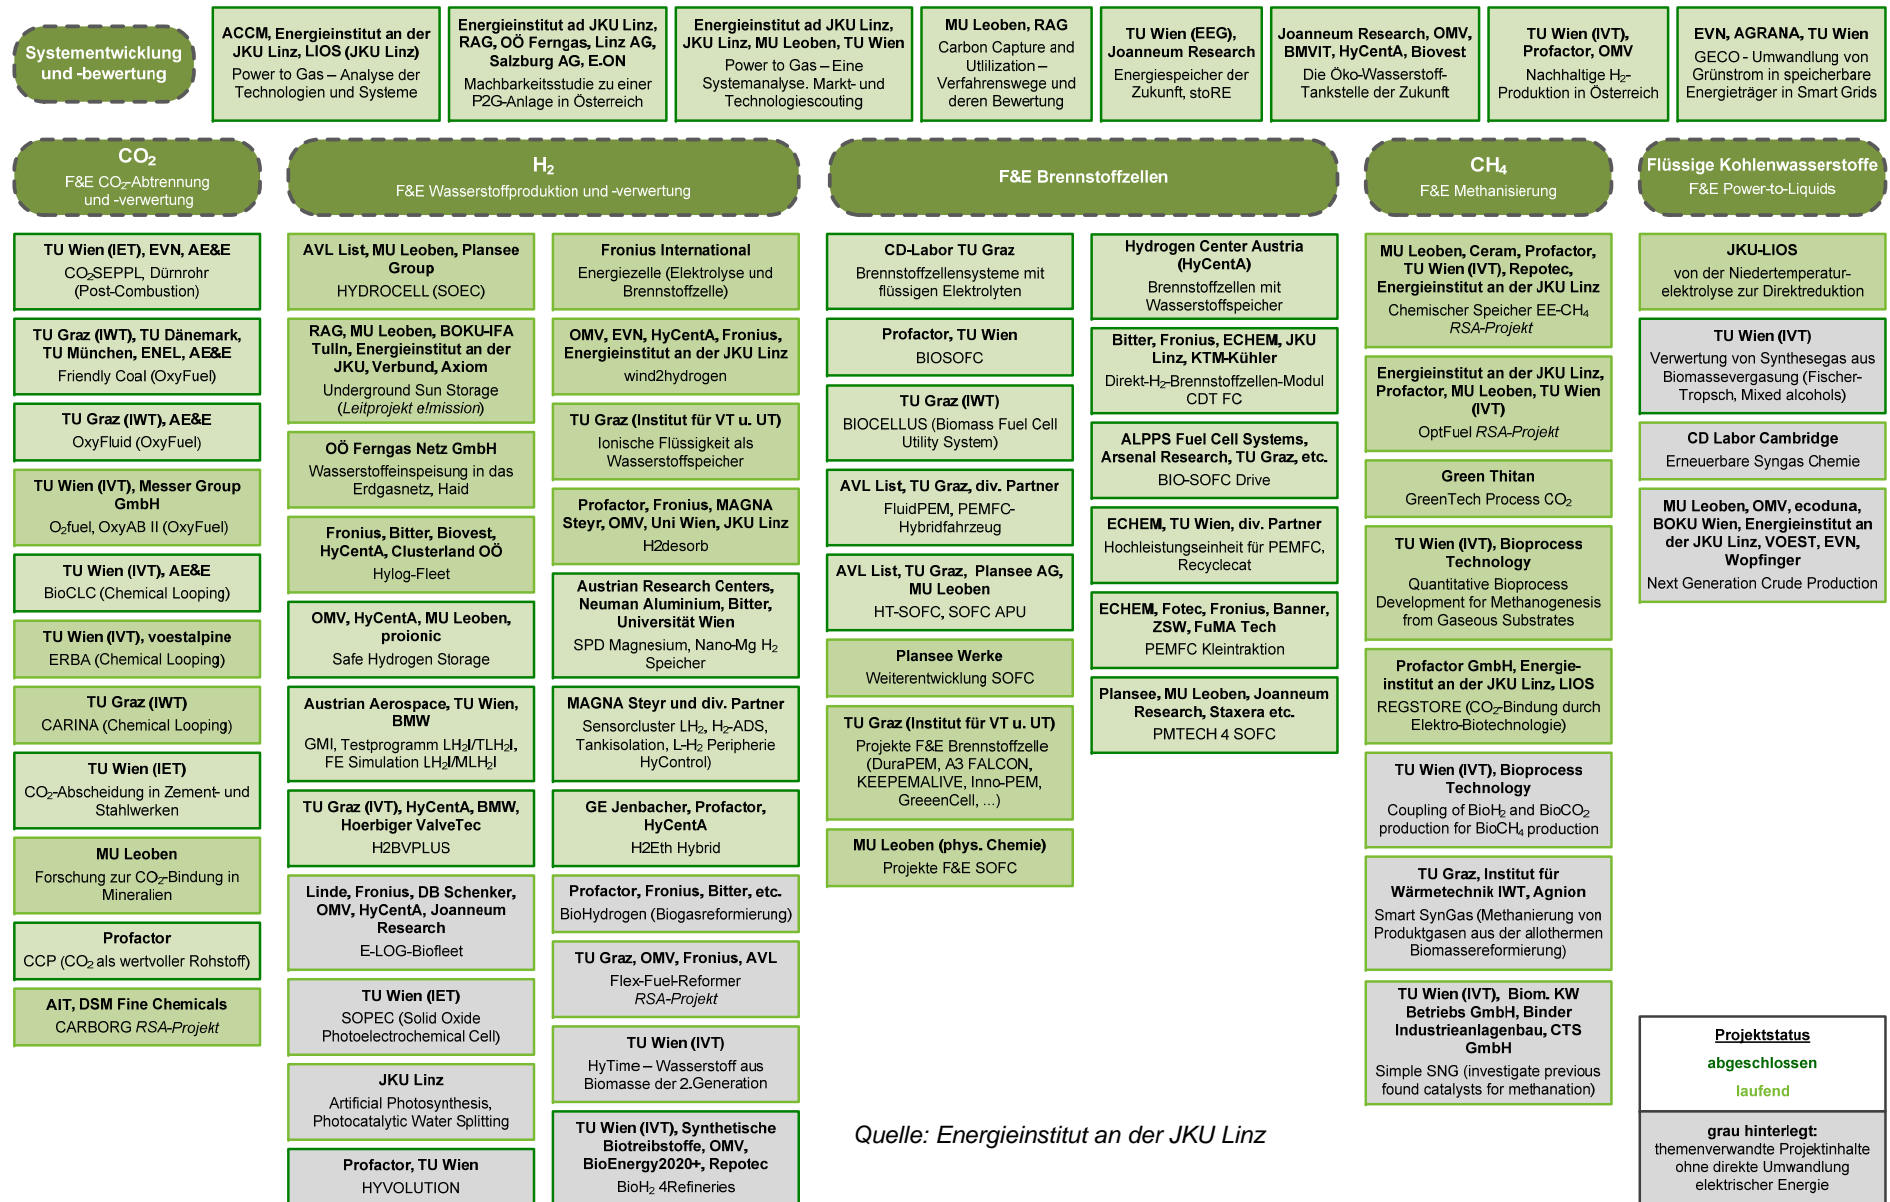 Systementwicklung
und -bewertung
ACCM, Energieinstitut an der
JKU Linz, LIOS (JKU Linz)
Power to Gas – Analyse der
Technologien und Systeme
Energieinstitut ad JKU Linz,
RAG, OÖ Ferngas, Linz AG,
Salzburg AG, E.ON
Machbarkeitsstudie zu einer
P2G-Anlage in Österreich
Energieinstitut ad JKU Linz,
JKU Linz, MU Leoben, TU Wien
Power to Gas – Eine
Systemanalyse. Markt- und
Technologiescouting
MU Leoben, RAG
Carbon Capture and
Utlilization –
Verfahrenswege und
deren Bewertung
TU Wien (EEG),
Joanneum Research
Energiespeicher der
Zukunft, stoRE
Joanneum Research, OMV,
BMVIT, HyCentA, Biovest
Die Öko-Wasserstoff-
Tankstelle der Zukunft
TU Wien (IVT),
Profactor, OMV
Nachhaltige H₂-
Produktion in Österreich
EVN, AGRANA, TU Wien
GECO - Umwandlung von
Grünstrom in speicherbare
Energieträger in Smart Grids
CO₂
F&E CO₂-Abtrennung
und -verwertung
TU Wien (IET), EVN, AE&E
CO₂SEPPL, Dürnrohr
(Post-Combustion)
TU Graz (IWT), TU Dänemark,
TU München, ENEL, AE&E
Friendly Coal (OxyFuel)
TU Graz (IWT), AE&E
OxyFluid (OxyFuel)
TU Wien (IVT), Messer Group
GmbH
O₂fuel, OxyAB II (OxyFuel)
TU Wien (IVT), AE&E
BioCLC (Chemical Looping)
TU Wien (IVT), voestalpine
ERBA (Chemical Looping)
TU Graz (IWT)
CARINA (Chemical Looping)
TU Wien (IET)
CO₂-Abscheidung in Zement- und
Stahlwerken
MU Leoben
Forschung zur CO₂-Bindung in
Mineralien
Profactor
CCP (CO₂ als wertvoller Rohstoff)
AIT, DSM Fine Chemicals
CARBORG RSA-Projekt
H₂
F&E Wasserstoffproduktion und -verwertung
AVL List, MU Leoben, Plansee
Group
HYDROCELL (SOEC)
RAG, MU Leoben, BOKU-IFA
Tulln, Energieinstitut an der
JKU, Verbund, Axiom
Underground Sun Storage
(Leitprojekt e!mission)
OÖ Ferngas Netz GmbH
Wasserstoffeinspeisung in das
Erdgasnetz, Haid
Fronius, Bitter, Biovest,
HyCentA, Clusterland OÖ
Hylog-Fleet
OMV, HyCentA, MU Leoben,
proionic
Safe Hydrogen Storage
Austrian Aerospace, TU Wien,
BMW
GMI, Testprogramm LH₂I/TLH₂I,
FE Simulation LH₂I/MLH₂I
TU Graz (IVT), HyCentA, BMW,
Hoerbiger ValveTec
H2BVPLUS
Linde, Fronius, DB Schenker,
OMV, HyCentA, Joanneum
Research
E-LOG-Biofleet
TU Wien (IET)
SOPEC (Solid Oxide
Photoelectrochemical Cell)
JKU Linz
Artificial Photosynthesis,
Photocatalytic Water Splitting
Profactor, TU Wien
HYVOLUTION
Fronius International
Energiezelle (Elektrolyse und
Brennstoffzelle)
OMV, EVN, HyCentA, Fronius,
Energieinstitut an der JKU Linz
wind2hydrogen
TU Graz (Institut für VT u. UT)
Ionische Flüssigkeit als
Wasserstoffspeicher
Profactor, Fronius, MAGNA
Steyr, OMV, Uni Wien, JKU Linz
H2desorb
Austrian Research Centers,
Neuman Aluminium, Bitter,
Universität Wien
SPD Magnesium, Nano-Mg H₂
Speicher
MAGNA Steyr und div. Partner
Sensorcluster LH₂, H₂-ADS,
Tankisolation, L-H₂ Peripherie
HyControl)
GE Jenbacher, Profactor,
HyCentA
H2Eth Hybrid
Profactor, Fronius, Bitter, etc.
BioHydrogen (Biogasreformierung)
TU Graz, OMV, Fronius, AVL
Flex-Fuel-Reformer
RSA-Projekt
TU Wien (IVT)
HyTime – Wasserstoff aus
Biomasse der 2.Generation
TU Wien (IVT), Synthetische
Biotreibstoffe, OMV,
BioEnergy2020+, Repotec
BioH₂ 4Refineries
F&E Brennstoffzellen
CD-Labor TU Graz
Brennstoffzellensysteme mit
flüssigen Elektrolyten
Profactor, TU Wien
BIOSOFC
TU Graz (IWT)
BIOCELLUS (Biomass Fuel Cell
Utility System)
AVL List, TU Graz, div. Partner
FluidPEM, PEMFC-
Hybridfahrzeug
AVL List, TU Graz, Plansee AG,
MU Leoben
HT-SOFC, SOFC APU
Plansee Werke
Weiterentwicklung SOFC
TU Graz (Institut für VT u. UT)
Projekte F&E Brennstoffzelle
(DuraPEM, A3 FALCON,
KEEPEMALIVE, Inno-PEM,
GreeenCell, ...)
MU Leoben (phys. Chemie)
Projekte F&E SOFC
Hydrogen Center Austria
(HyCentA)
Brennstoffzellen mit
Wasserstoffspeicher
Bitter, Fronius, ECHEM, JKU
Linz, KTM-Kühler
Direkt-H₂-Brennstoffzellen-Modul
CDT FC
ALPPS Fuel Cell Systems,
Arsenal Research, TU Graz, etc.
BIO-SOFC Drive
ECHEM, TU Wien, div. Partner
Hochleistungseinheit für PEMFC,
Recyclecat
ECHEM, Fotec, Fronius, Banner,
ZSW, FuMA Tech
PEMFC Kleintraktion
Plansee, MU Leoben, Joanneum
Research, Staxera etc.
PMTECH 4 SOFC
CH₄
F&E Methanisierung
MU Leoben, Ceram, Profactor,
TU Wien (IVT), Repotec,
Energieinstitut an der JKU Linz
Chemischer Speicher EE-CH₄
RSA-Projekt
Energieinstitut an der JKU Linz,
Profactor, MU Leoben, TU Wien
(IVT)
OptFuel RSA-Projekt
Green Thitan
GreenTech Process CO₂
TU Wien (IVT), Bioprocess
Technology
Quantitative Bioprocess
Development for Methanogenesis
from Gaseous Substrates
Profactor GmbH, Energie-
institut an der JKU Linz, LIOS
REGSTORE (CO₂-Bindung durch
Elektro-Biotechnologie)
TU Wien (IVT), Bioprocess
Technology
Coupling of BioH₂ and BioCO₂
production for BioCH₄ production
TU Graz, Institut für
Wärmetechnik IWT, Agnion
Smart SynGas (Methanierung von
Produktgasen aus der allothermen
Biomassereformierung)
TU Wien (IVT), Biom. KW
Betriebs GmbH, Binder
Industrieanlagenbau, CTS
GmbH
Simple SNG (investigate previous
found catalysts for methanation)
Flüssige Kohlenwasserstoffe
F&E Power-to-Liquids
JKU-LIOS
von der Niedertemperatur-
elektrolyse zur Direktreduktion
TU Wien (IVT)
Verwertung von Synthesegas aus
Biomassevergasung (Fischer-
Tropsch, Mixed alcohols)
CD Labor Cambridge
Erneuerbare Syngas Chemie
MU Leoben, OMV, ecoduna,
BOKU Wien, Energieinstitut an
der JKU Linz, VOEST, EVN,
Wopfinger
Next Generation Crude Production
Projektstatus
abgeschlossen
laufend
grau hinterlegt:
themenverwandte Projektinhalte
ohne direkte Umwandlung
elektrischer Energie
Quelle: Energieinstitut an der JKU Linz